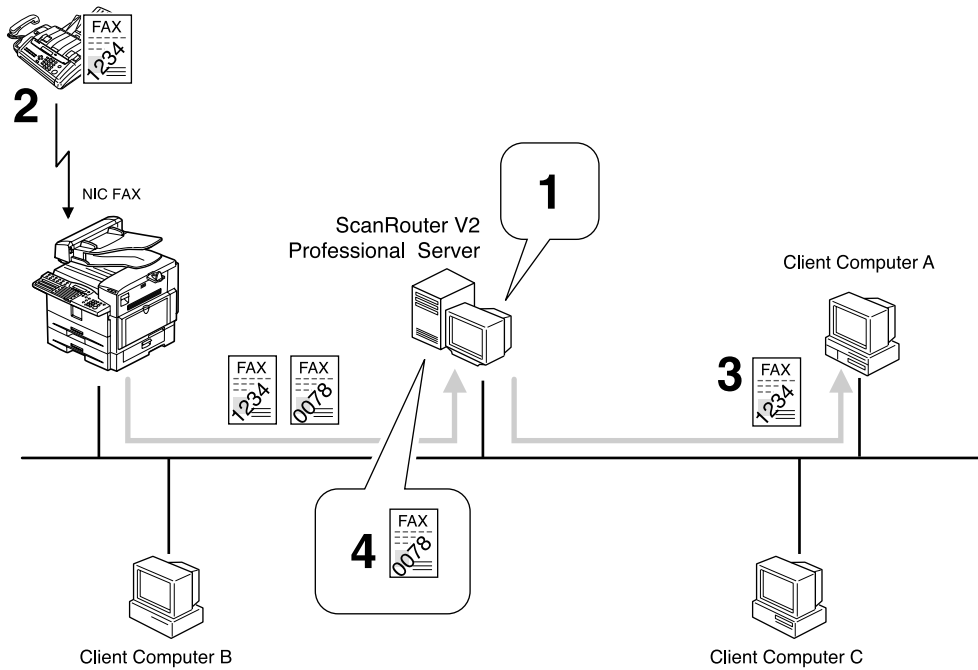 FAX
1234
2
NIC FAX
1
ScanRouter V2
Professional Server
Client Computer A
FAX
1234
FAX
0078
3
FAX
1234
4
FAX
0078
Client Computer B
Client Computer C